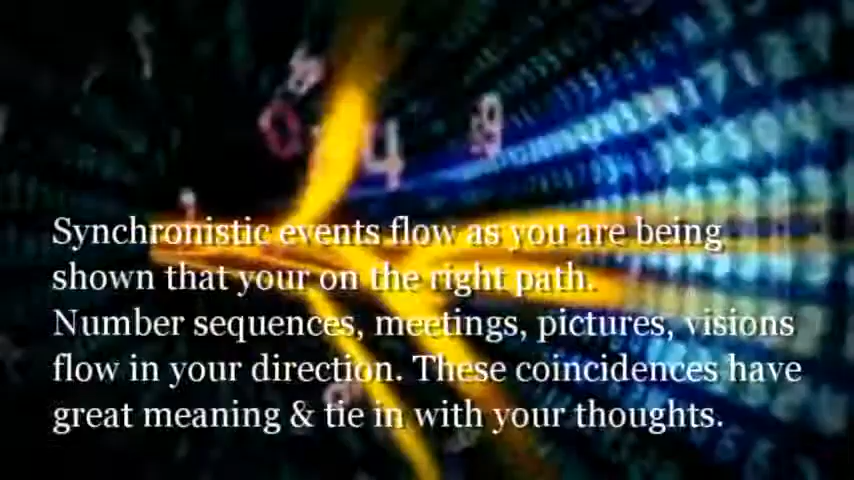 Synchronistic events flow as you are being
shown that your on the right path.
Number sequences, meetings, pictures, visions
flow in your direction. These coincidences have
great meaning & tie in with your thoughts.